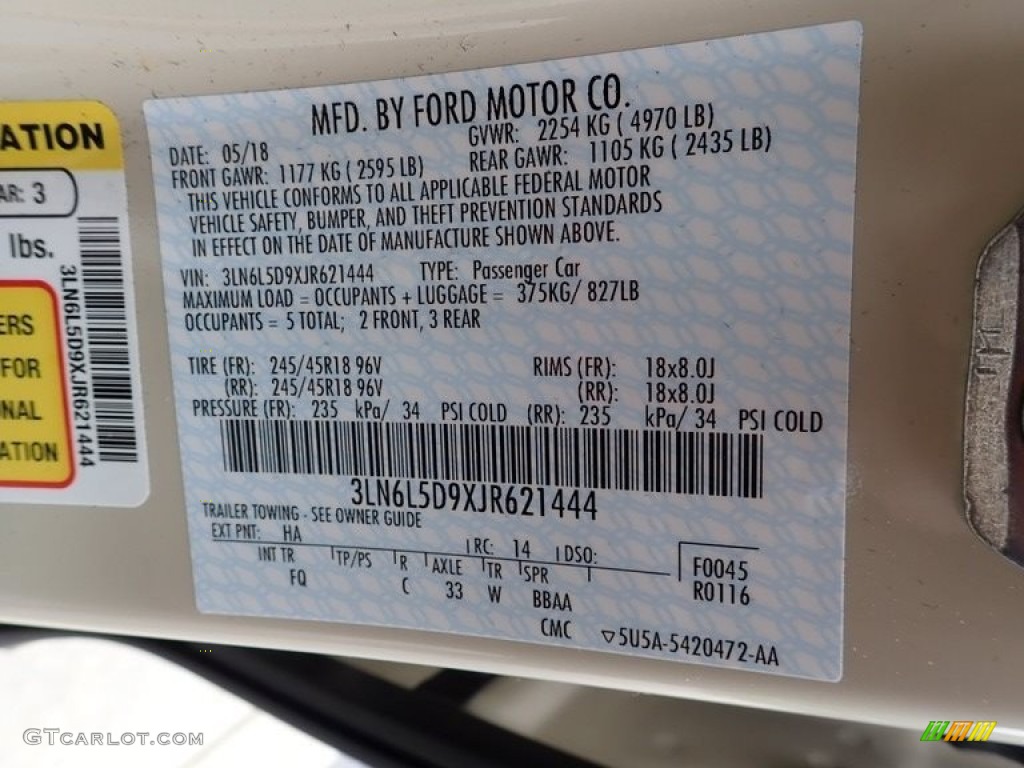 MFD. BY FORD MOTOR CO.
DATE: 05/18
GVWR: 2254 KG ( 4970 LB)
FRONT GAWR: 1177 KG ( 2595 LB)
REAR GAWR: 1105 KG ( 2435 LB)
THIS VEHICLE CONFORMS TO ALL APPLICABLE FEDERAL MOTOR
VEHICLE SAFETY, BUMPER, AND THEFT PREVENTION STANDARDS
IN EFFECT ON THE DATE OF MANUFACTURE SHOWN ABOVE.
VIN: 3LN6L5D9XJR621444 TYPE: Passenger Car
MAXIMUM LOAD = OCCUPANTS + LUGGAGE = 375KG/ 827LB
OCCUPANTS = 5 TOTAL; 2 FRONT, 3 REAR
TIRE (FR): 245/45R18 96V RIMS (FR): 18x8.0J
(RR): 245/45R18 96V (RR): 18x8.0J
PRESSURE (FR): 235 kPa/ 34 PSI COLD (RR): 235 kPa/ 34 PSI COLD
3LN6L5D9XJR621444
TRAILER TOWING - SEE OWNER GUIDE
EXT PNT: HA RC: 14 DSO:
INT TR TP/PS R AXLE TR SPR
FQ C 33 W BBAA
F0045
R0116
CMC ▽5U5A-5420472-AA
ATION
AR: 3
lbs.
3LN6L5D9XJR621444
ERS
FOR
ONAL
ATION
GTCARLOT.COM